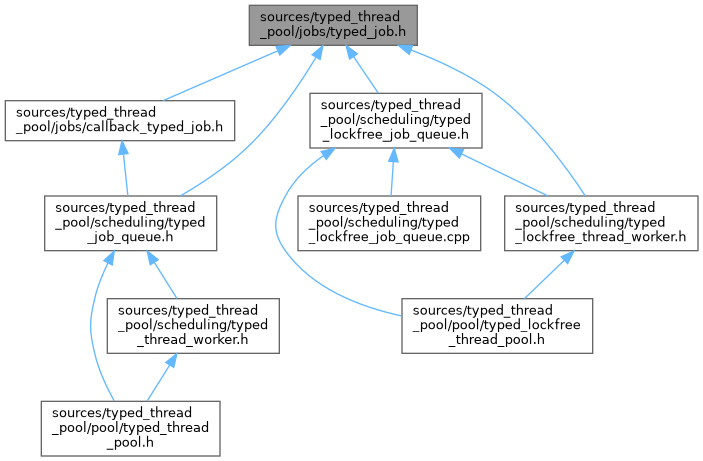 sources/typed_thread
_pool/jobs/typed_job.h
sources/typed_thread
_pool/jobs/callback_typed_job.h
sources/typed_thread
_pool/scheduling/typed
_lockfree_job_queue.h
sources/typed_thread
_pool/scheduling/typed
_job_queue.h
sources/typed_thread
_pool/scheduling/typed
_lockfree_job_queue.cpp
sources/typed_thread
_pool/scheduling/typed
_lockfree_thread_worker.h
sources/typed_thread
_pool/scheduling/typed
_thread_worker.h
sources/typed_thread
_pool/pool/typed_lockfree
_thread_pool.h
sources/typed_thread
_pool/pool/typed_thread
_pool.h